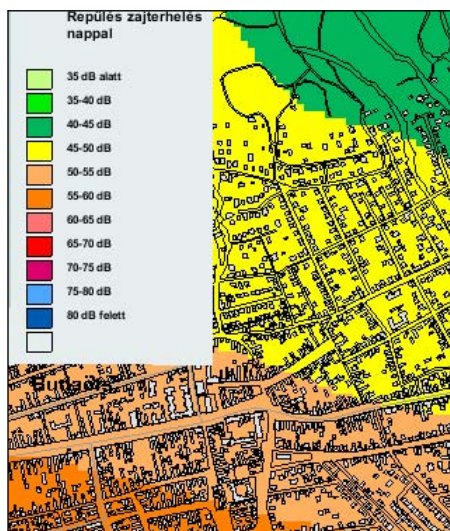 Repülés zajterhelés
nappal
35 dB alatt
35-40 dB
40-45 dB
45-50 dB
50-55 dB
55-60 dB
60-65 dB
65-70 dB
70-75 dB
75-80 dB
80 dB felett
Budaörs